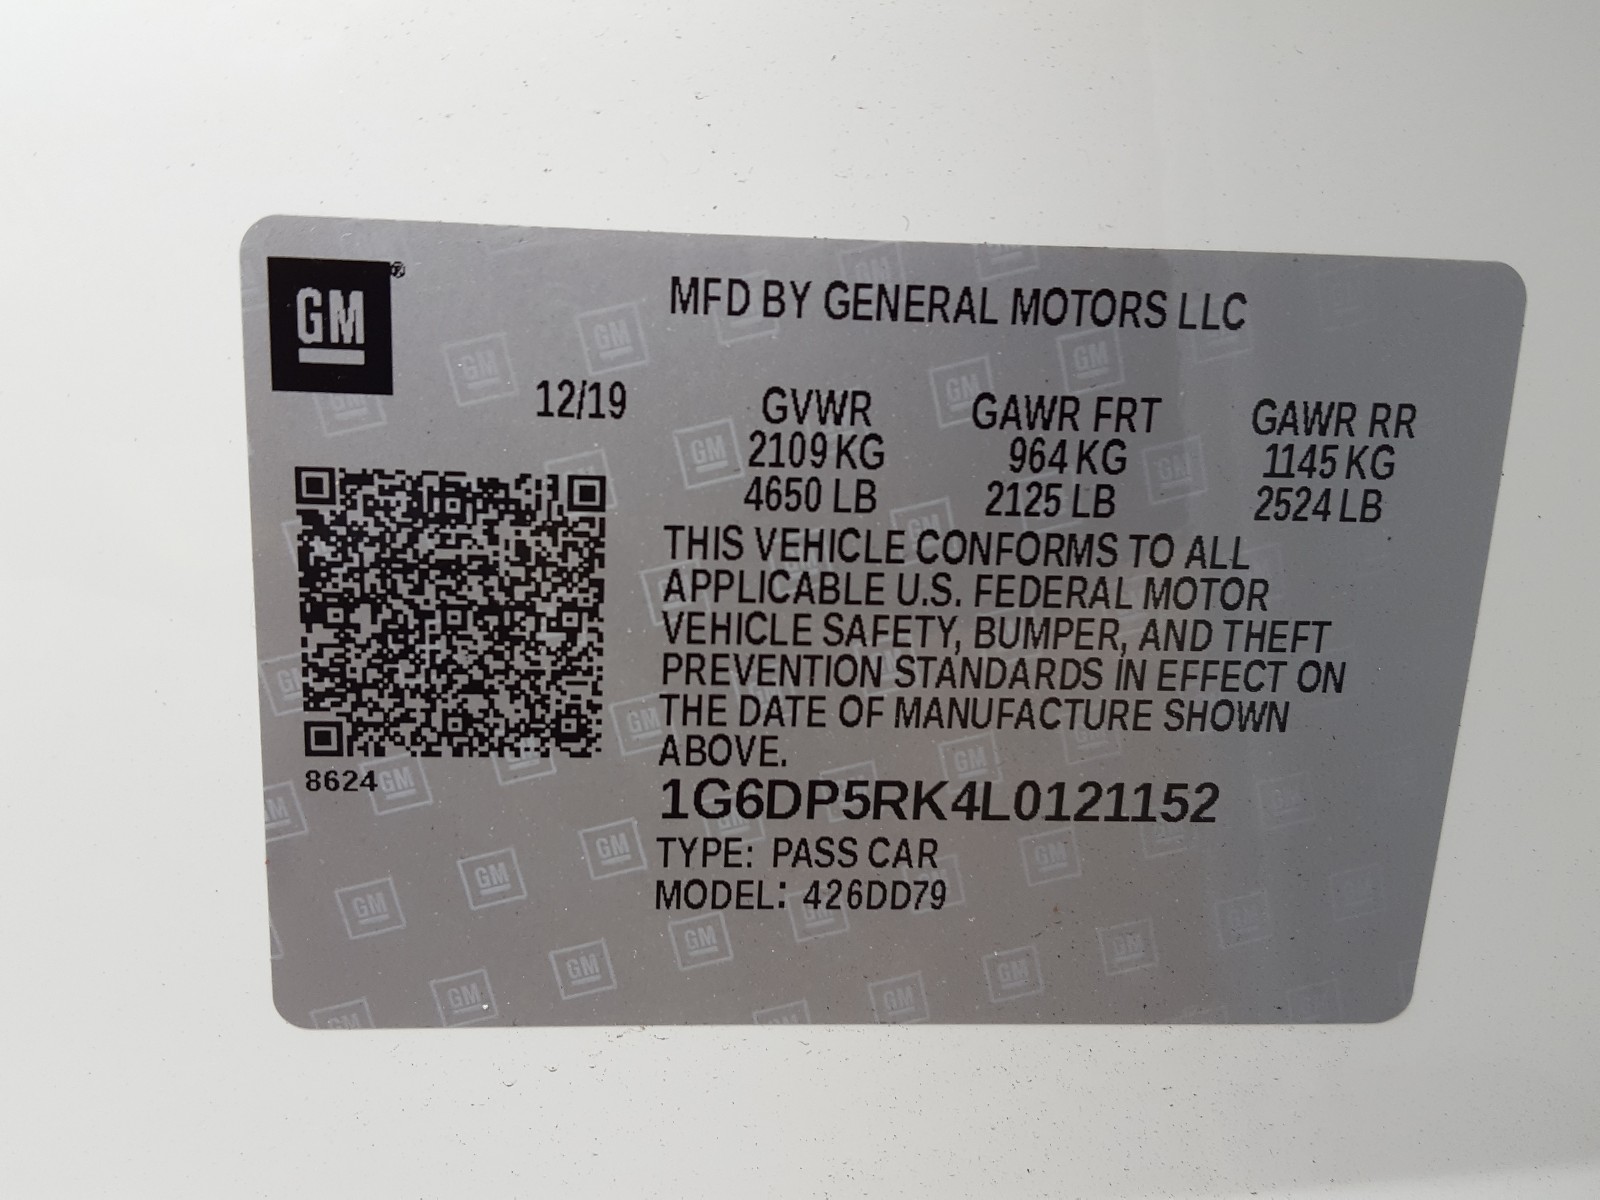 GM®
MFD BY GENERAL MOTORS LLC
12/19 GVWR GAWR FRT GAWR RR
2109 KG 964 KG 1145 KG
4650 LB 2125 LB 2524 LB
THIS VEHICLE CONFORMS TO ALL
APPLICABLE U.S. FEDERAL MOTOR
VEHICLE SAFETY, BUMPER, AND THEFT
PREVENTION STANDARDS IN EFFECT ON
THE DATE OF MANUFACTURE SHOWN
ABOVE.
8624
1G6DP5RK4L0121152
TYPE: PASS CAR
MODEL: 426DD79